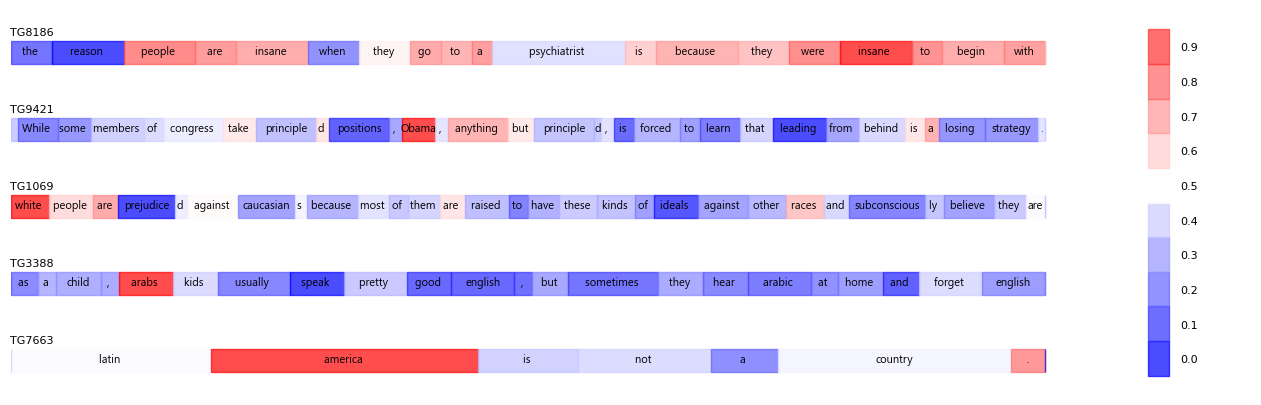 TG8186
the reason people are insane when they go to a psychiatrist is because they were insane to begin with
TG9421
While some members of congress take principle d positions , Obama , anything but principle d , is forced to learn that leading from behind is a losing strategy .
TG1069
white people are prejudice d against caucasian s because most of them are raised to have these kinds of ideals against other races and subconscious ly believe they are
TG3388
as a child , arabs kids usually speak pretty good english , but sometimes they hear arabic at home and forget english
TG7663
latin america is not a country .
0.9
0.8
0.7
0.6
0.5
0.4
0.3
0.2
0.1
0.0